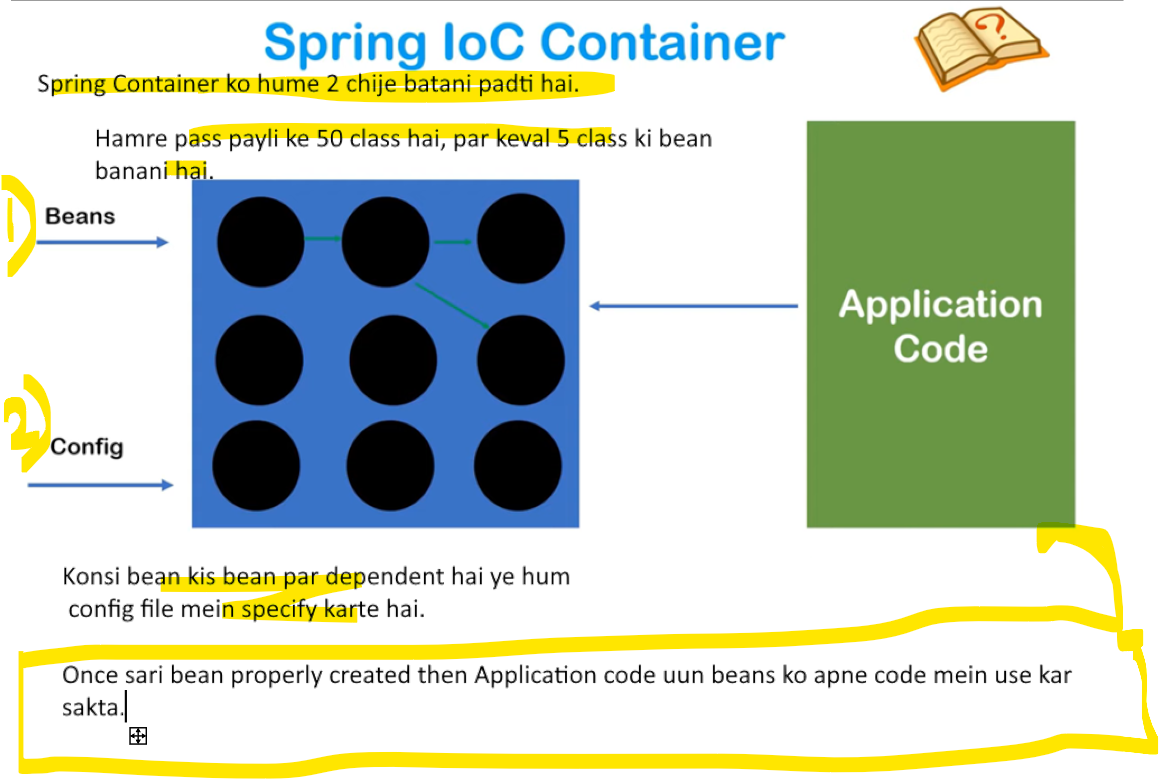 Spring IoC Container
?
Spring Container ko hume 2 chije batani padti hai.
Hamre pass payli ke 50 class hai, par keval 5 class ki bean
banani hai.
1
Beans
Application
Code
2
Config
Konsi bean kis bean par dependent hai ye hum
config file mein specify karte hai.
Once sari bean properly created then Application code uun beans ko apne code mein use kar
sakta.